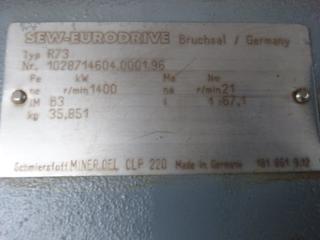 SEW-EURODRIVE Bruchsal / Germany
Typ R73
Nr. 1028714604.0001.96
Pe kW Ma Nm
ne r/min 1400 na r/min 21
IM B3 i 1:67,1
kg 35,851
Schmierstoff MINER.OEL CLP 220 Made in Germany 181 861 9.12